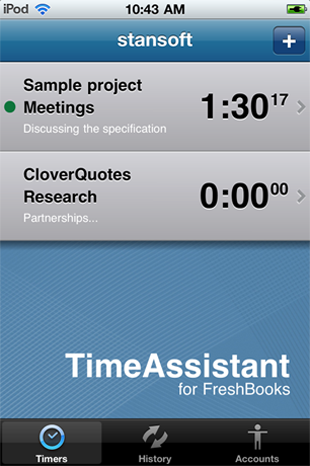 iPod 10:43 AM
stansoft +
Sample project
Meetings
Discussing the specification
1:30 17
CloverQuotes
Research
Partnerships...
0:00 00
TimeAssistant
for FreshBooks
Timers History Accounts